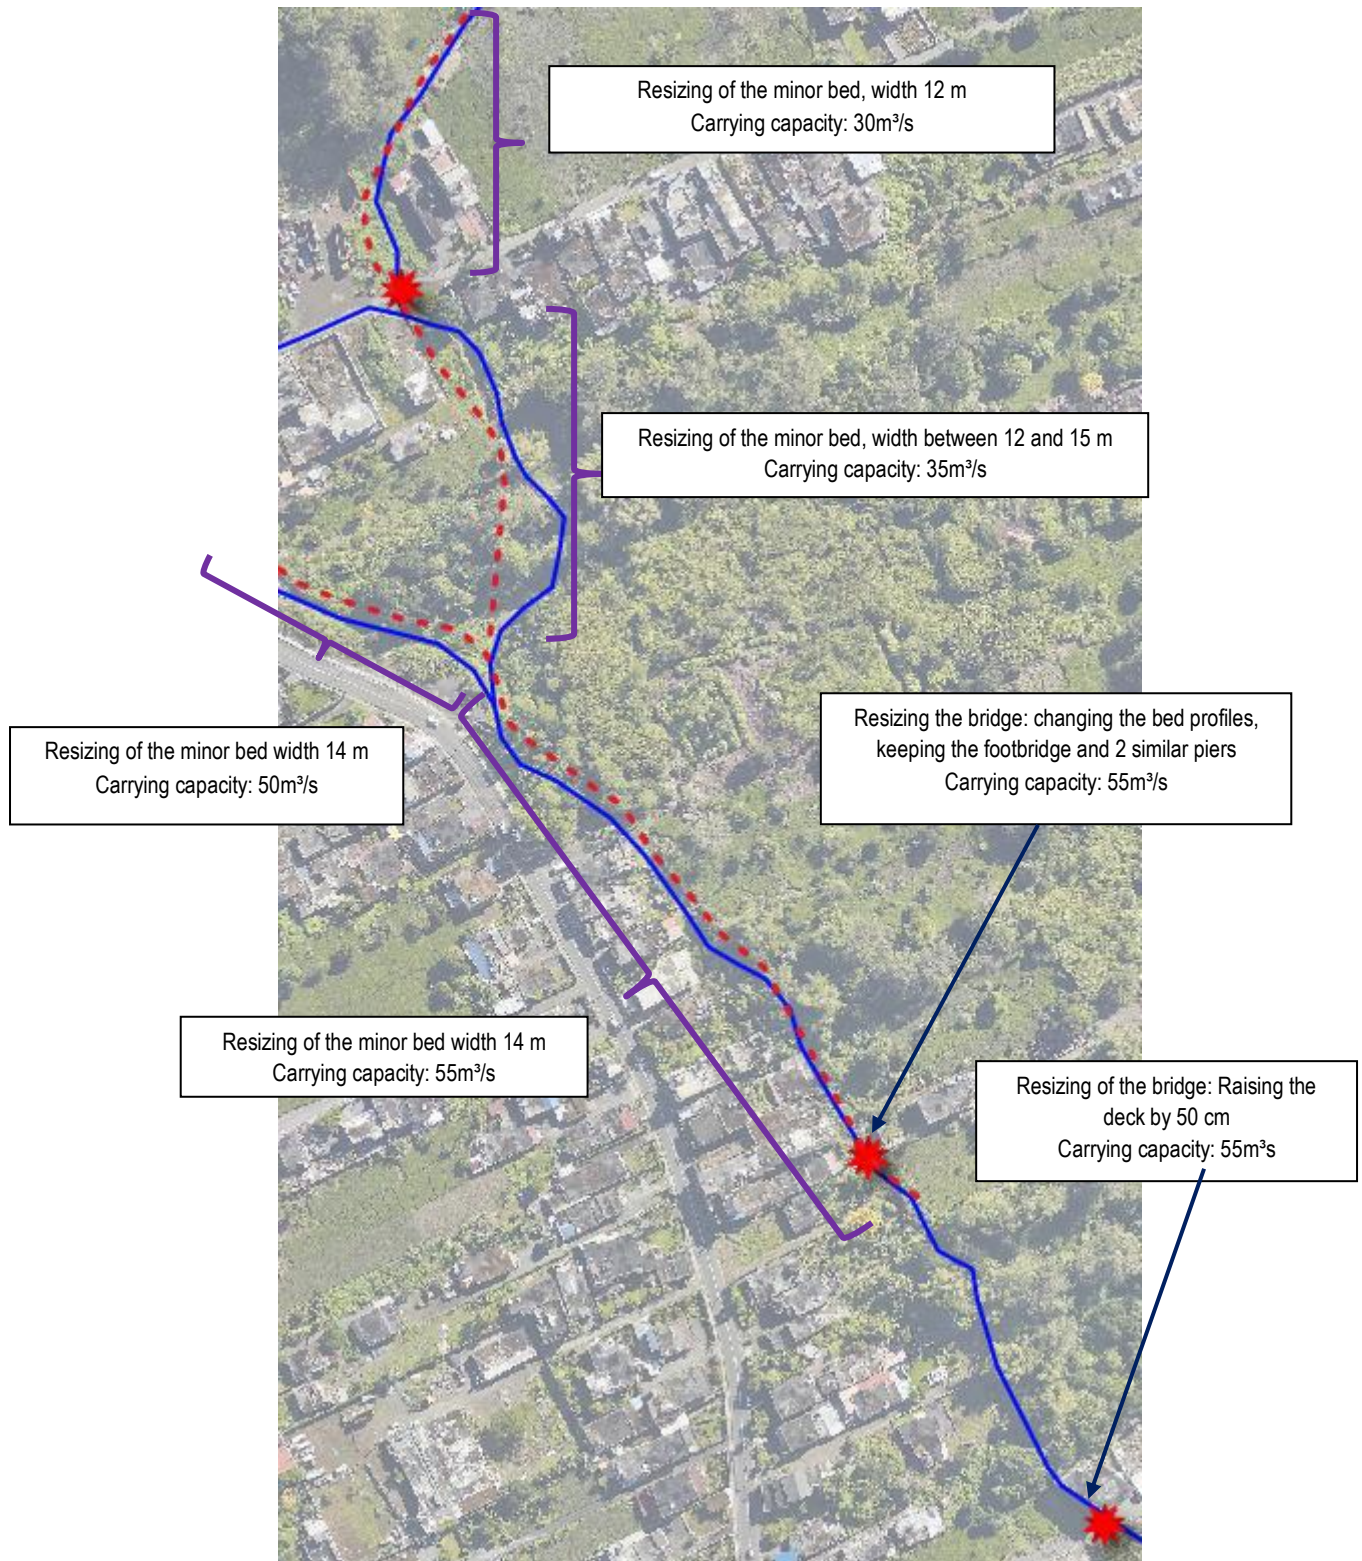 Resizing of the minor bed, width 12 m
Carrying capacity: 30m³/s
Resizing of the minor bed, width between 12 and 15 m
Carrying capacity: 35m³/s
Resizing the bridge: changing the bed profiles,
keeping the footbridge and 2 similar piers
Carrying capacity: 55m³/s
Resizing of the minor bed width 14 m
Carrying capacity: 50m³/s
Resizing of the minor bed width 14 m
Carrying capacity: 55m³/s
Resizing of the bridge: Raising the
deck by 50 cm
Carrying capacity: 55m³s